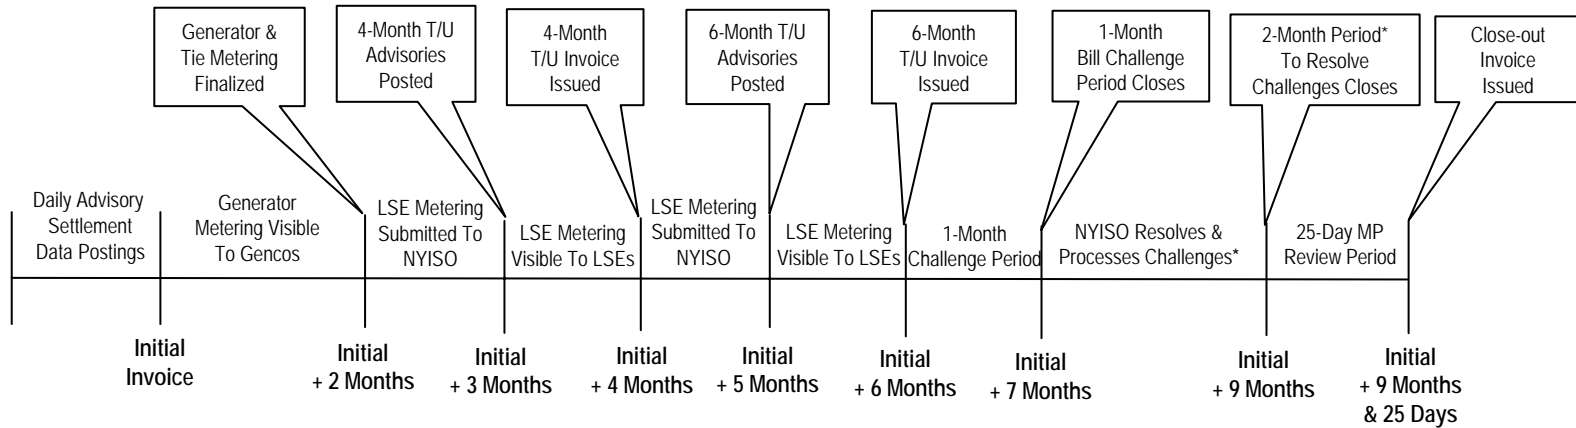 Generator &
Tie Metering
Finalized
4-Month T/U
Advisories
Posted
4-Month
T/U Invoice
Issued
6-Month T/U
Advisories
Posted
6-Month
T/U Invoice
Issued
1-Month
Bill Challenge
Period Closes
2-Month Period*
To Resolve
Challenges Closes
Close-out
Invoice
Issued
Daily Advisory
Settlement
Data Postings
Generator
Metering Visible
To Gencos
LSE Metering
Submitted To
NYISO
LSE Metering
Visible To LSEs
LSE Metering
Submitted To
NYISO
LSE Metering
Visible To LSEs
1-Month
Challenge Period
NYISO Resolves &
Processes Challenges*
25-Day MP
Review Period
Initial
Invoice
Initial
+ 2 Months
Initial
+ 3 Months
Initial
+ 4 Months
Initial
+ 5 Months
Initial
+ 6 Months
Initial
+ 7 Months
Initial
+ 9 Months
Initial
+ 9 Months
& 25 Days